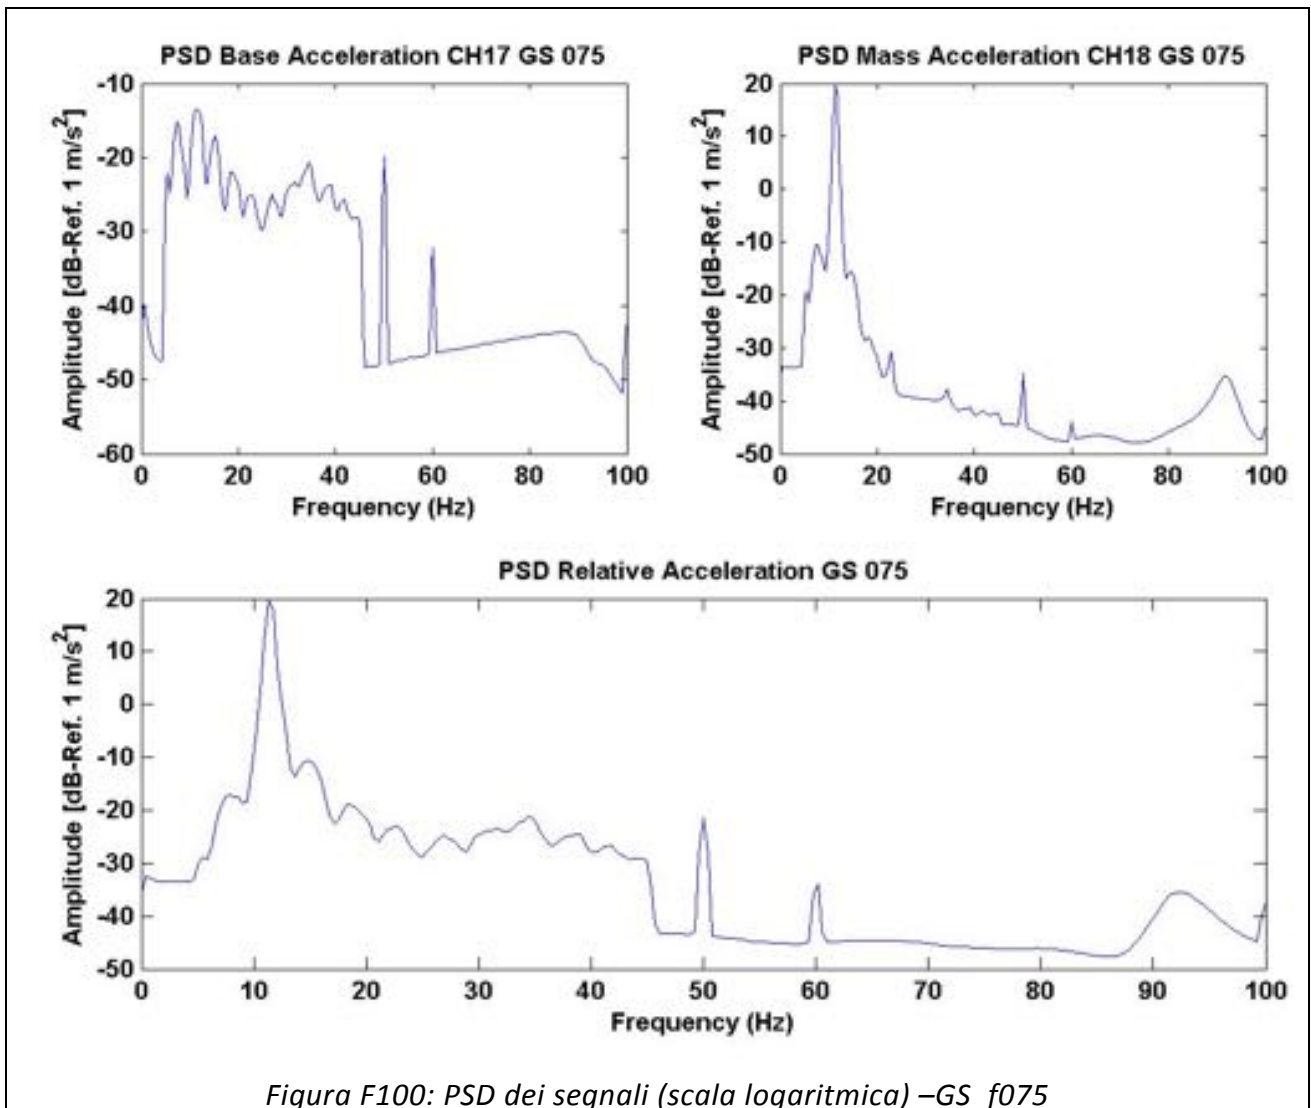 PSD Base Acceleration CH17 GS 075
Amplitude [dB-Ref. 1 m/s²]
-10
-20
-30
-40
-50
-60
0 20 40 60 80 100
Frequency (Hz)
PSD Mass Acceleration CH18 GS 075
Amplitude [dB-Ref. 1 m/s²]
20
10
0
-10
-20
-30
-40
-50
0 20 40 60 80 100
Frequency (Hz)
PSD Relative Acceleration GS 075
Amplitude [dB-Ref. 1 m/s²]
20
10
0
-10
-20
-30
-40
-50
0 10 20 30 40 50 60 70 80 90 100
Frequency (Hz)
Figura F100: PSD dei segnali (scala logaritmica) –GS_f075